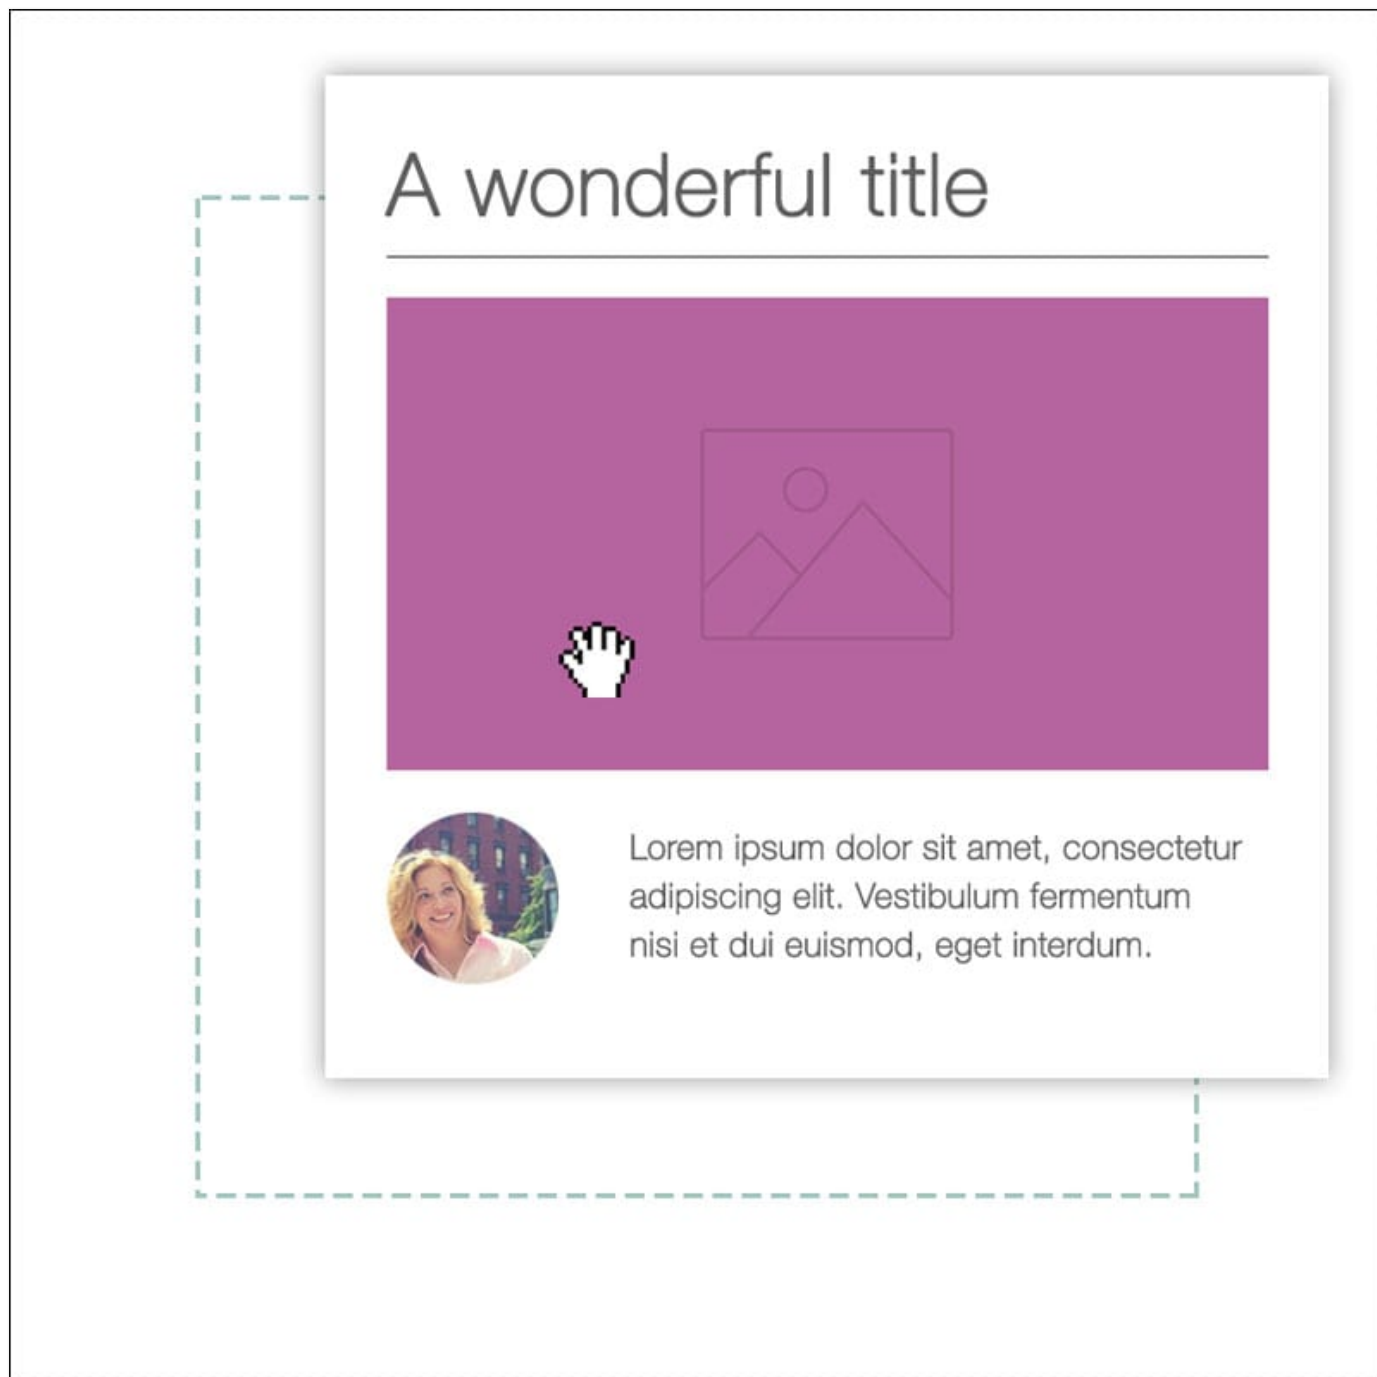 A wonderful title
Lorem ipsum dolor sit amet, consectetur
adipiscing elit. Vestibulum fermentum
nisi et dui euismod, eget interdum.